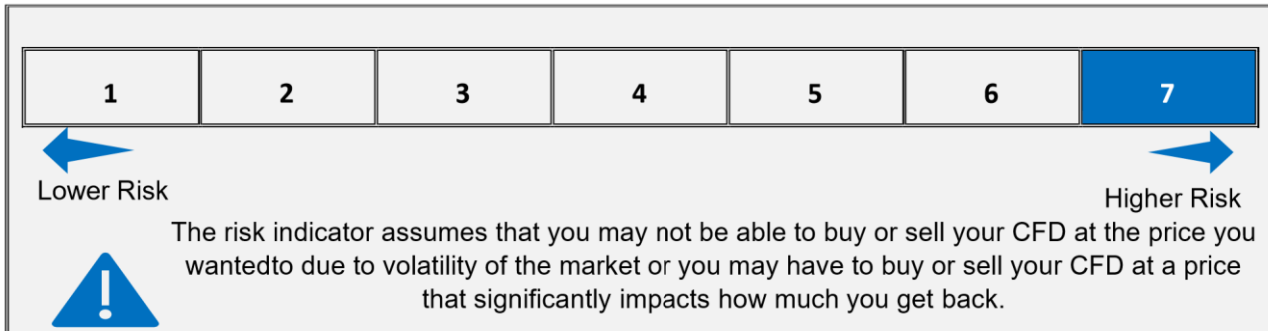 1 2 3 4 5 6 7
Lower Risk
Higher Risk
The risk indicator assumes that you may not be able to buy or sell your CFD at the price you
wantedto due to volatility of the market or you may have to buy or sell your CFD at a price
that significantly impacts how much you get back.